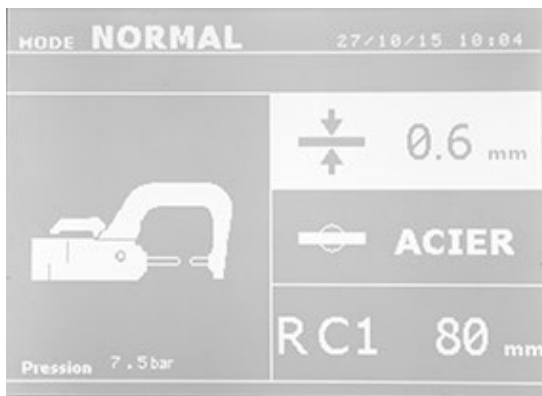 MODE NORMAL 27/10/15 10:04
0.6 mm
ACIER
RC1 80 mm
Pression 7.5bar